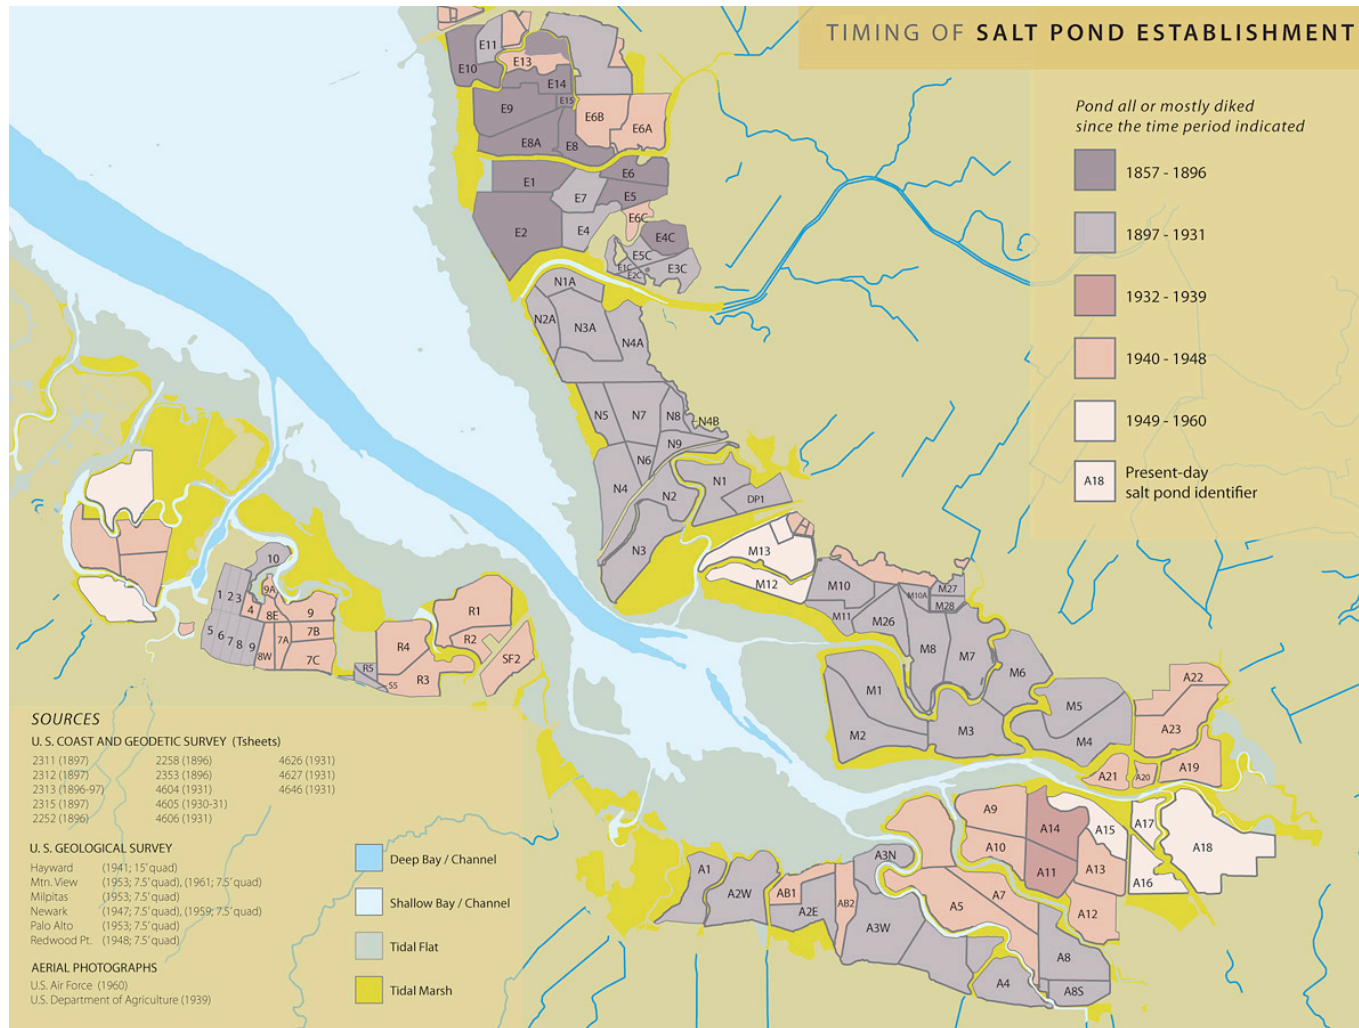 TIMING OF SALT POND ESTABLISHMENT
Pond all or mostly diked
since the time period indicated
1857 - 1896
1897 - 1931
1932 - 1939
1940 - 1948
1949 - 1960
A18
Present-day
salt pond identifier
E11
E10
E13
E14
E15
E9
E6B
E6A
E8A
E8
E1
E6
E7
E5
E2
E4
E6C
E4C
E5C
E1C
E2C
E3C
N1A
N2A
N3A
N4A
N5
N7
N8
N4B
N9
N6
N4
N2
N1
DP1
N3
M13
M12
M10
M10A
M27
M28
M11
M26
M8
M7
M6
M1
M2
M3
M5
M4
A22
A23
A21
A20
A19
A9
A14
A15
A17
A18
A10
A11
A13
A16
A12
A3N
A1
A2W
AB1
A2E
AB2
A3W
A5
A7
A8
A4
A8S
10
1 2 3
9A
4
8E
9
5 6 7 8 9
7A
7B
8W
7C
R1
R2
R4
R5
S5
R3
SF2
SOURCES
U. S. COAST AND GEODETIC SURVEY (Tsheets)
2311 (1897) 2258 (1896) 4626 (1931)
2312 (1897) 2353 (1896) 4627 (1931)
2313 (1896-97) 4604 (1931) 4646 (1931)
2315 (1897) 4605 (1930-31)
2252 (1896) 4606 (1931)
U. S. GEOLOGICAL SURVEY
Hayward (1941; 15' quad)
Mtn. View (1953; 7.5' quad), (1961; 7.5' quad)
Milpitas (1953; 7.5' quad)
Newark (1947; 7.5' quad), (1959; 7.5' quad)
Palo Alto (1953; 7.5' quad)
Redwood Pt. (1948; 7.5' quad)
AERIAL PHOTOGRAPHS
U.S. Air Force (1960)
U.S. Department of Agriculture (1939)
Deep Bay / Channel
Shallow Bay / Channel
Tidal Flat
Tidal Marsh